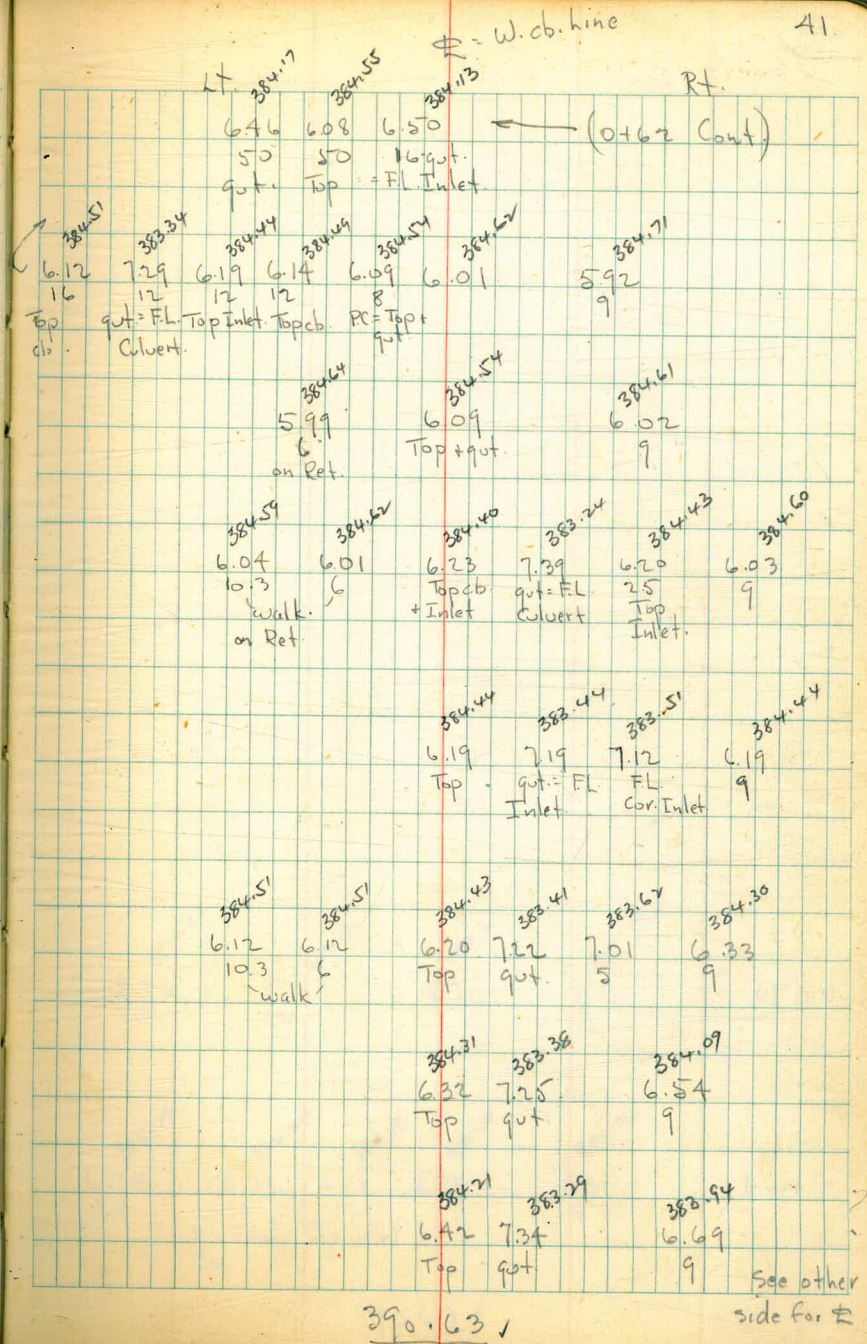 ℄ = W. cb. Line 41
Lt. Rt.
384.17 384.55 384.13
6.46 6.08 6.50 ← (0+62 Cont)
50 50 16 gut.
gut. Top = F.L. Inlet
384.51 383.34 384.44 384.49 384.54 384.62 384.71
6.12 7.29 6.19 6.14 6.09 6.01 5.92
16 12 12 12 8 9
Top gut. = F.L. Top Inlet. Top cb. P.C = Top +
cb. Culvert. gut
384.64 384.54 384.61
5.99 6.09 6.02
6 Top + gut. 9
on Ret.
384.59 384.62 384.40 383.24 384.43 384.60
6.04 6.01 6.23 7.39 6.20 6.03
10.3 6 Top cb. gut = F.L 2.5 9
walk. + Inlet Culvert Top
on Ret. Inlet.
384.44 383.44 383.51 384.44
6.19 7.19 7.12 6.19
Top gut. = F.L F.L. 9
Inlet. Cor. Inlet
384.51 384.51 384.43 383.41 383.62 384.30
6.12 6.12 6.20 7.22 7.01 6.33
10.3 6 Top gut. 5 9
walk
384.31 383.38 384.09
6.32 7.25 6.54
Top gut 9
384.21 383.29 383.94
6.42 7.34 6.69
Top gut 9
See other
side for ℄
390.63 ✓